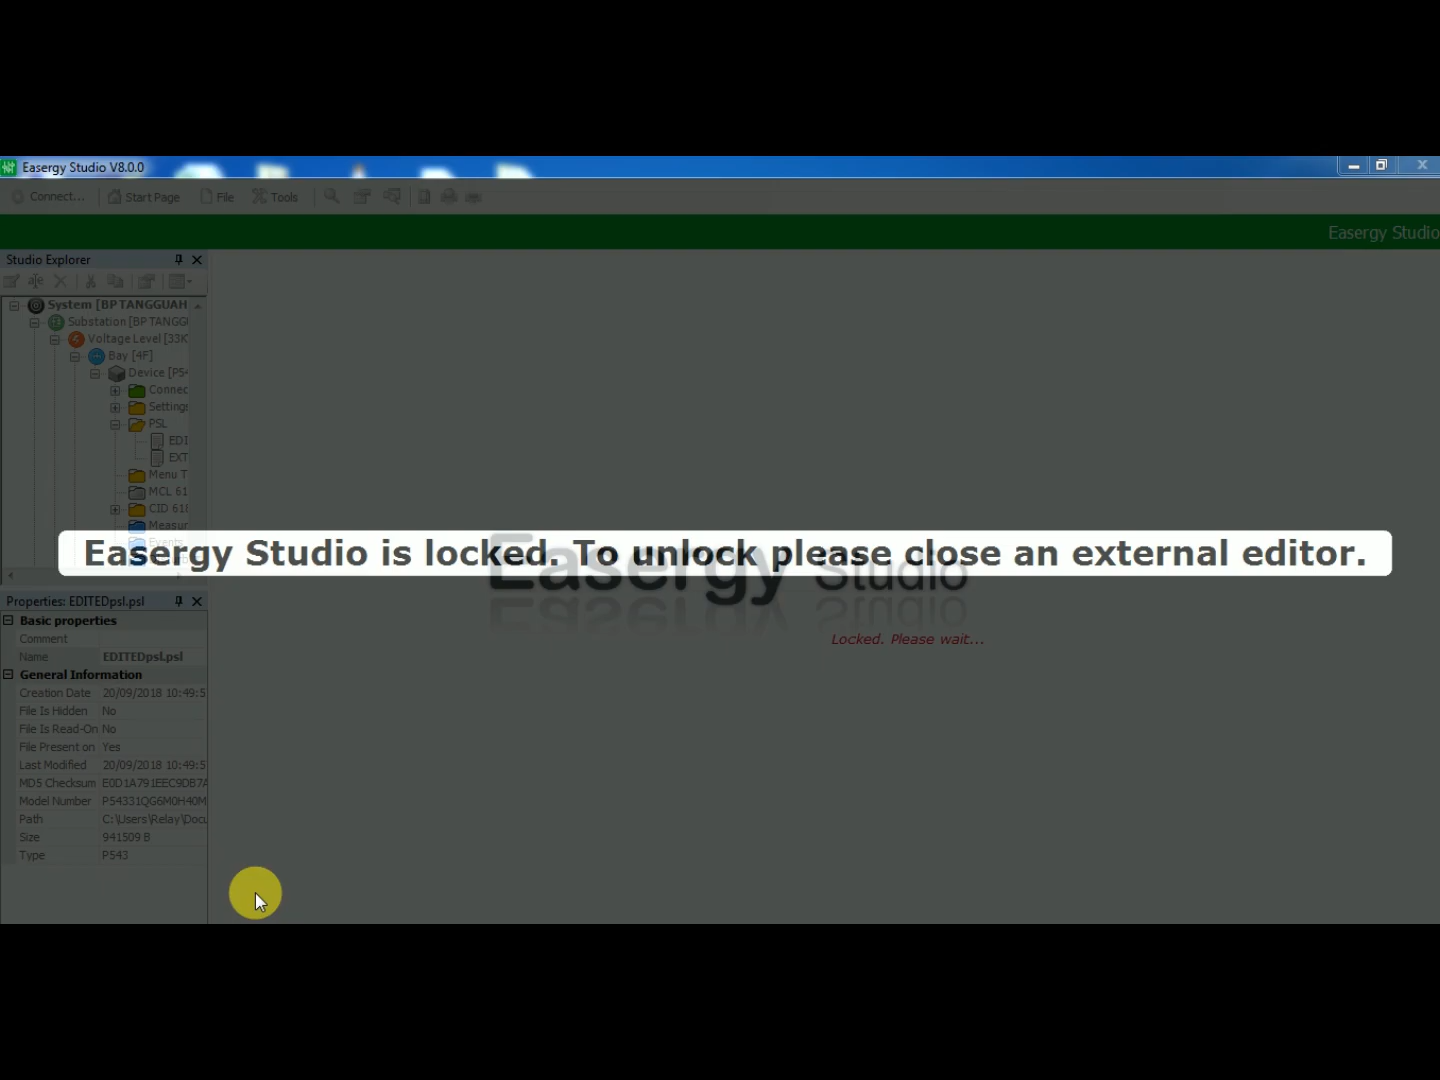 Easergy Studio V8.0.0
Connect... Start Page File Tools
Easergy Studio
Studio Explorer
System [BP TANGGUAH
Substation [BP TANGGU
Voltage Level [33K
Bay [4F]
Device [P54
Connec
Settings
PSL
EDI
EXT
Menu T
MCL 61
CID 618
Measur
Events
Easergy Studio is locked. To unlock please close an external editor.
Easergy Studio
Locked. Please wait...
Properties: EDITEDpsl.psl
Basic properties
Comment
Name EDITEDpsl.psl
General Information
Creation Date 20/09/2018 10:49:5
File Is Hidden No
File Is Read-On No
File Present on Yes
Last Modified 20/09/2018 10:49:5
MD5 Checksum E0D1A791EEC9DB7A
Model Number P54331QG6M0H40M
Path C:\Users\Relay\Docu
Size 941509 B
Type P543